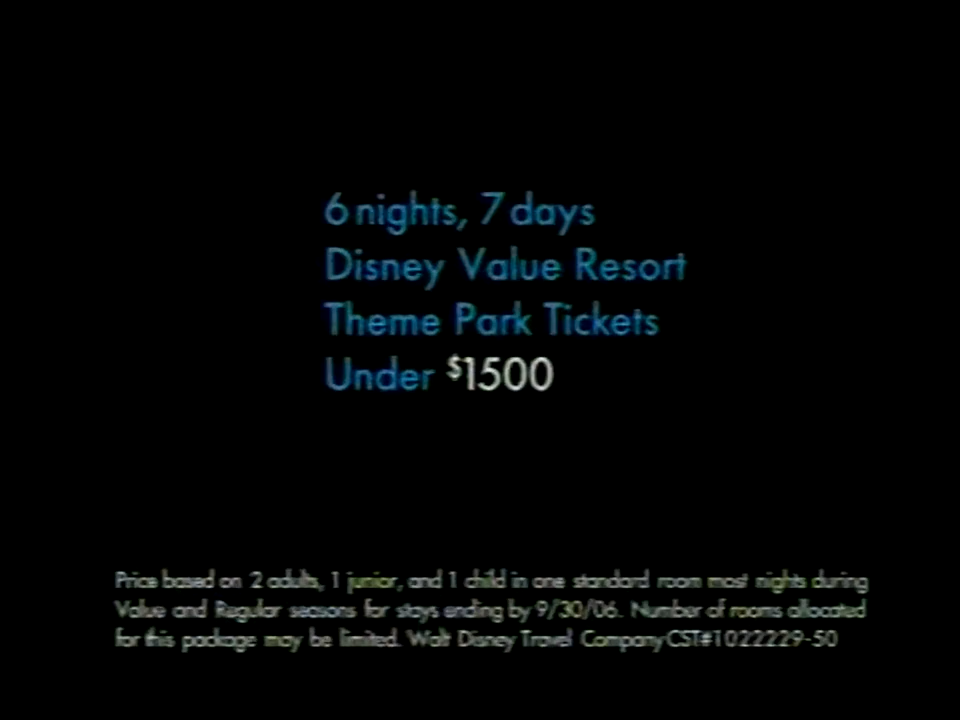 6 nights, 7 days
Disney Value Resort
Theme Park Tickets
Under $1500
Price based on 2 adults, 1 junior, and 1 child in one standard room most nights during
Value and Regular seasons for stays ending by 9/30/06. Number of rooms allocated
for this package may be limited. Walt Disney Travel Company CST#1022229-50